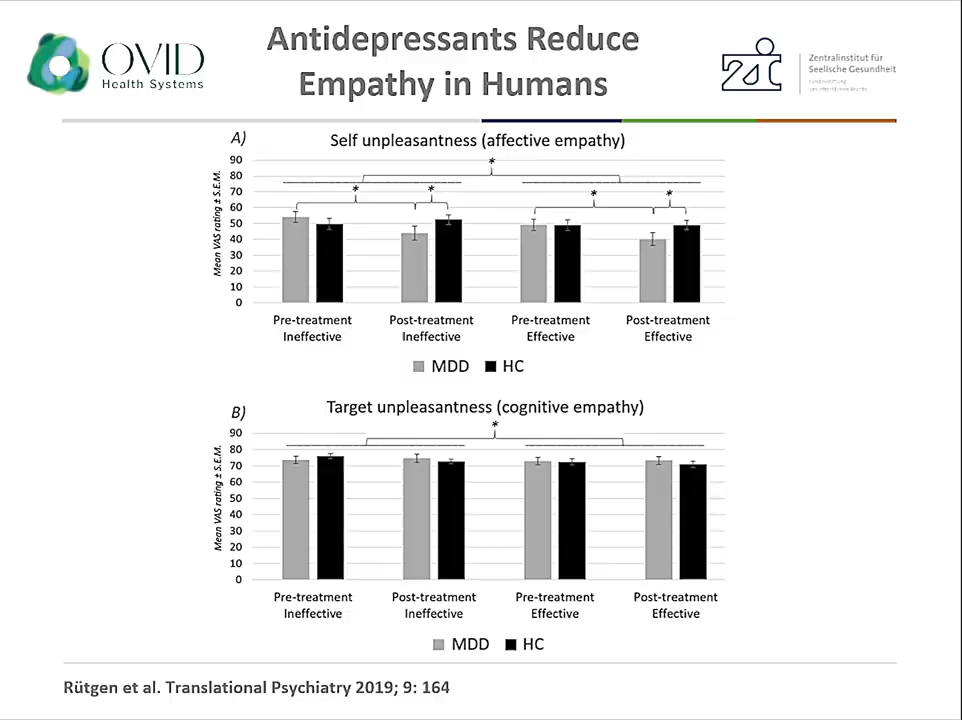 OVID
Health Systems
Antidepressants Reduce
Empathy in Humans
Zentralinstitut für
Seelische Gesundheit
A)
Self unpleasantness (affective empathy)
Mean VAS rating ± S.E.M.
90
80
70
60
50
40
30
20
10
0
*
*
*
*
*
Pre-treatment Ineffective
Post-treatment Ineffective
Pre-treatment Effective
Post-treatment Effective
MDD HC
B)
Target unpleasantness (cognitive empathy)
Mean VAS rating ± S.E.M.
90
80
70
60
50
40
30
20
10
0
*
Pre-treatment Ineffective
Post-treatment Ineffective
Pre-treatment Effective
Post-treatment Effective
MDD HC
Rütgen et al. Translational Psychiatry 2019; 9: 164